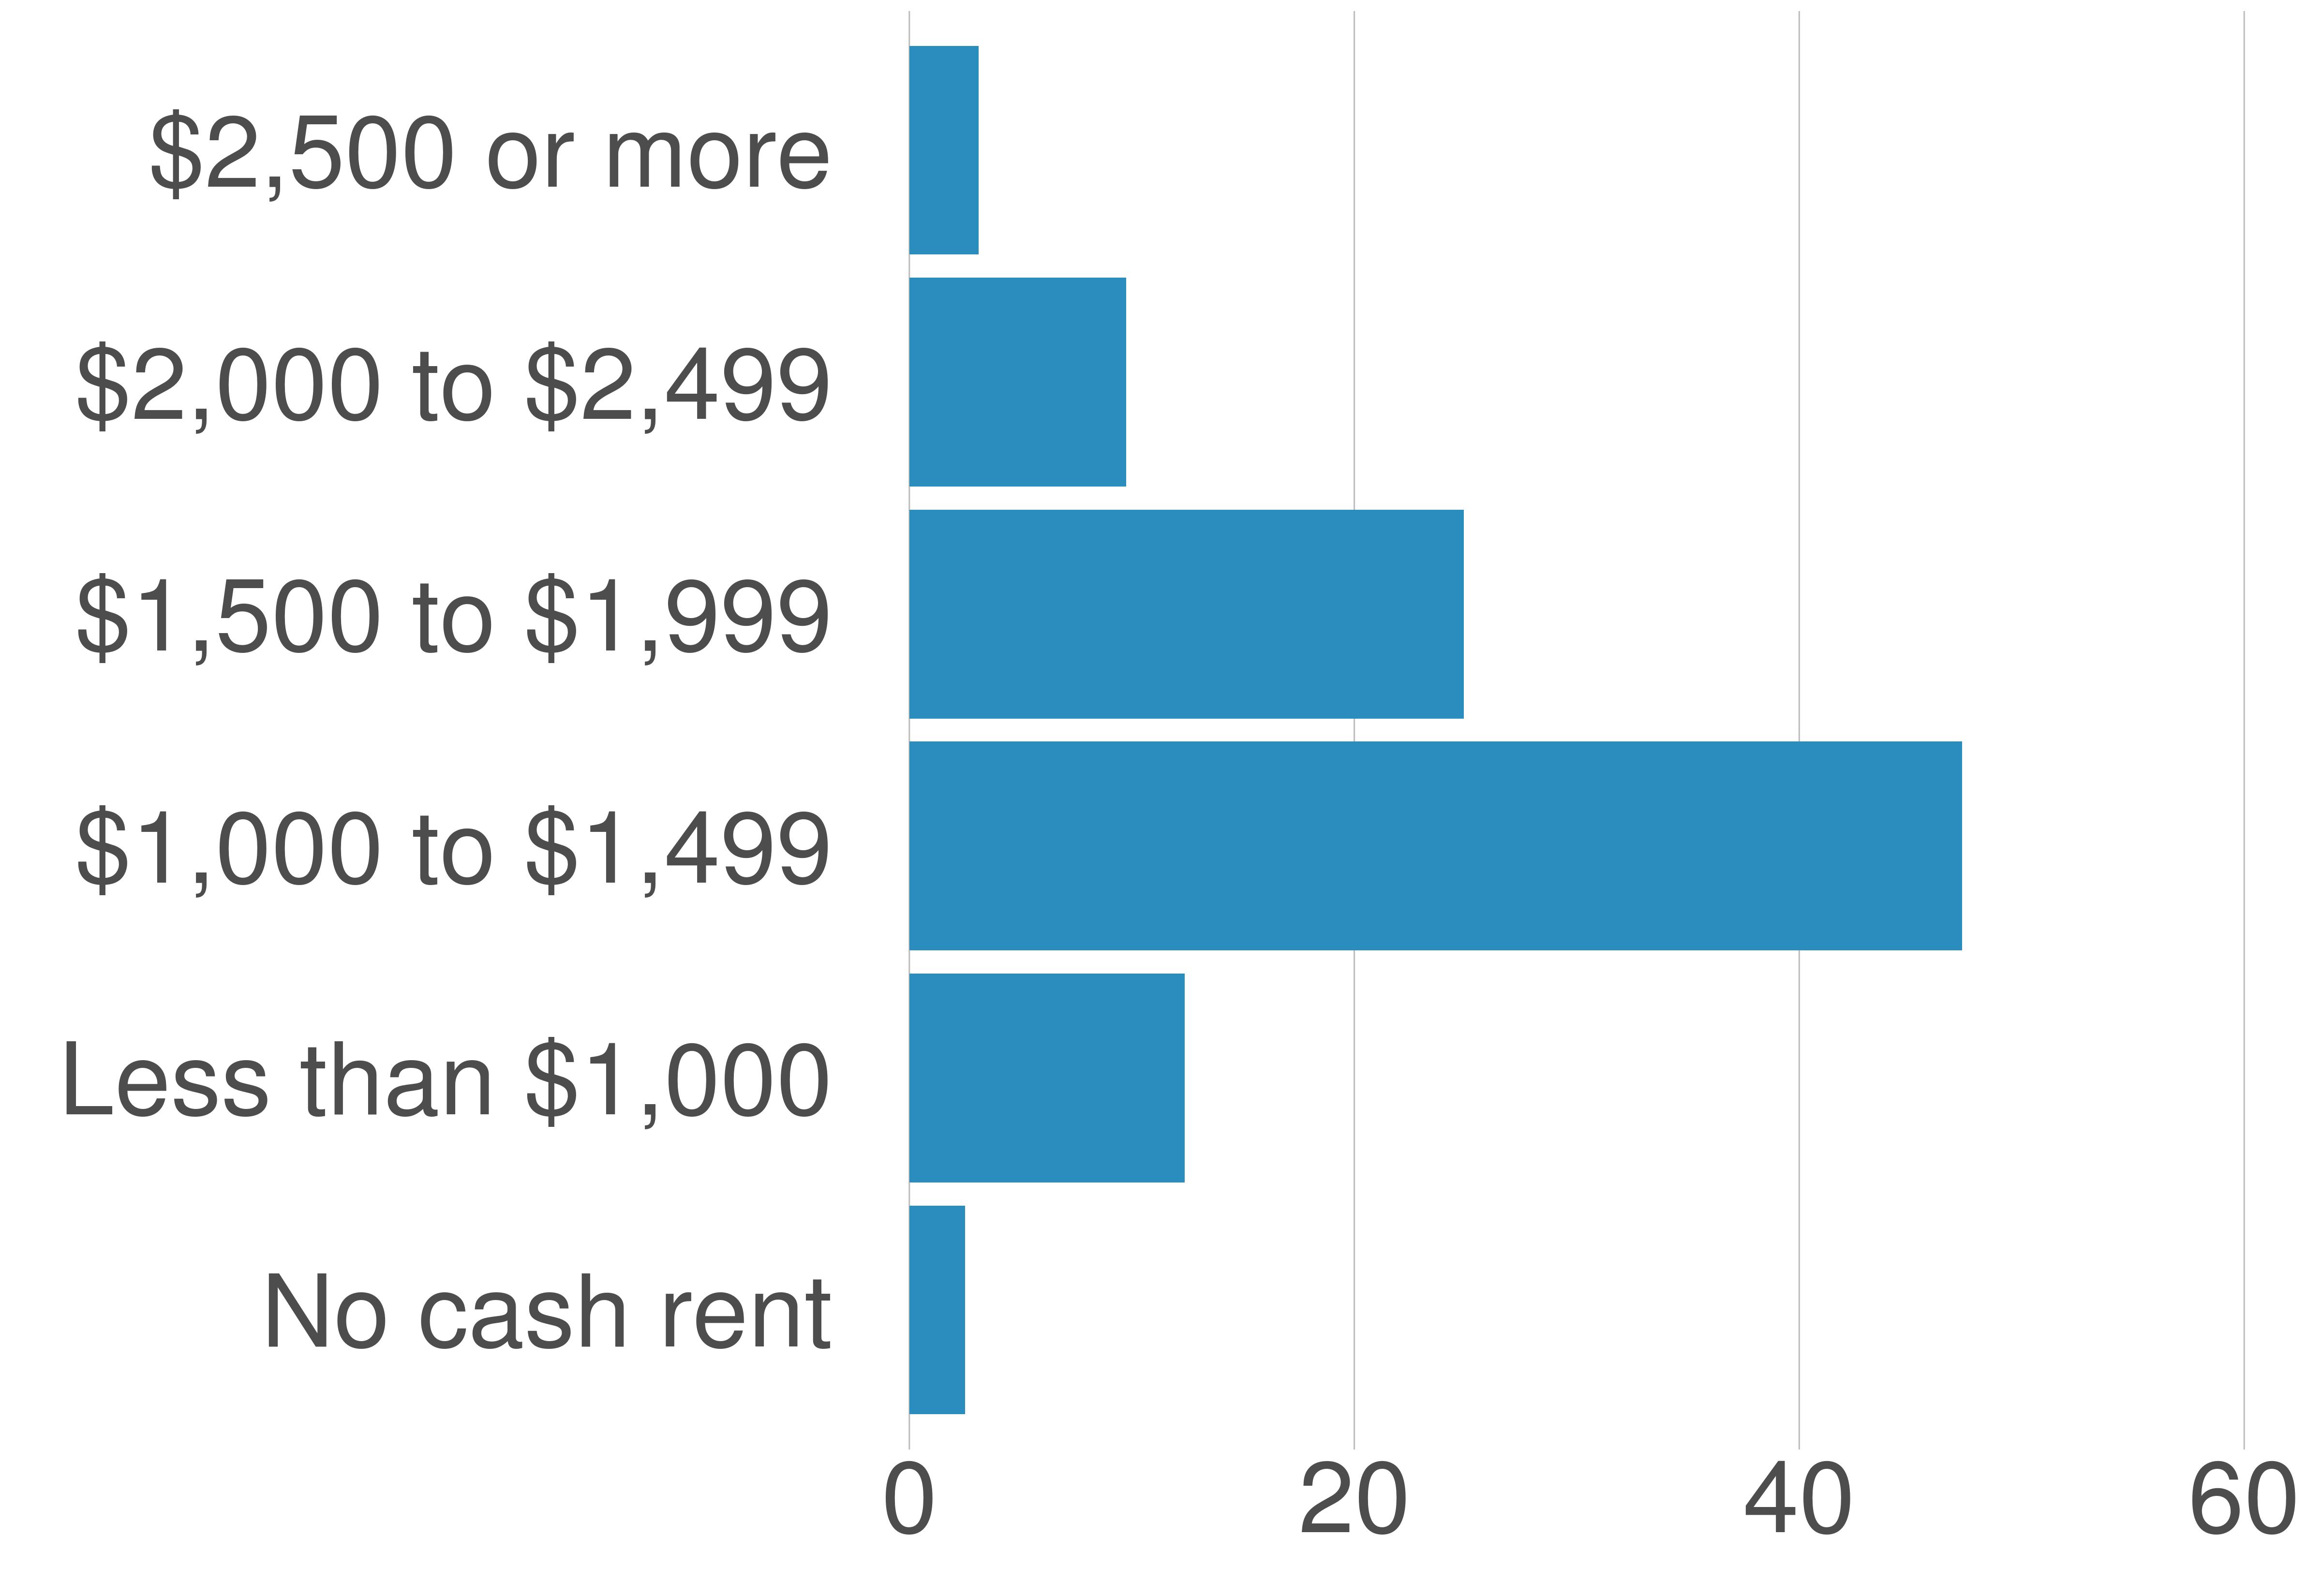 $2,500 or more
$2,000 to $2,499
$1,500 to $1,999
$1,000 to $1,499
Less than $1,000
No cash rent
0 20 40 60